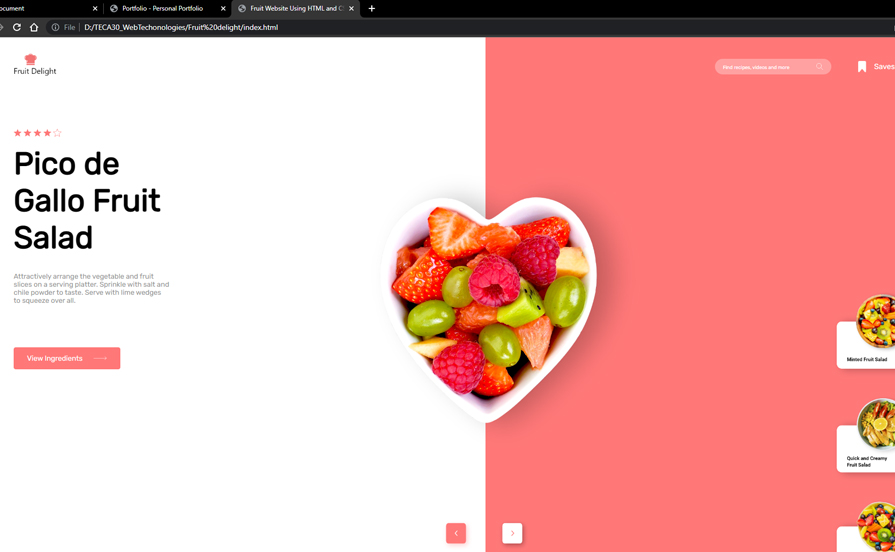 ocument
Portfolio - Personal Portfolio
Fruit Website Using HTML and C
File
D:/TECA30_WebTechonologies/Fruit%20delight/index.html
Fruit Delight
Find recipes, videos and more
Saves
Pico de
Gallo Fruit
Salad
Attractively arrange the vegetable and fruit
slices on a serving platter. Sprinkle with salt and
chile powder to taste. Serve with lime wedges
to squeeze over all.
View Ingredients
Minted Fruit Salad
Quick and Creamy
Fruit Salad